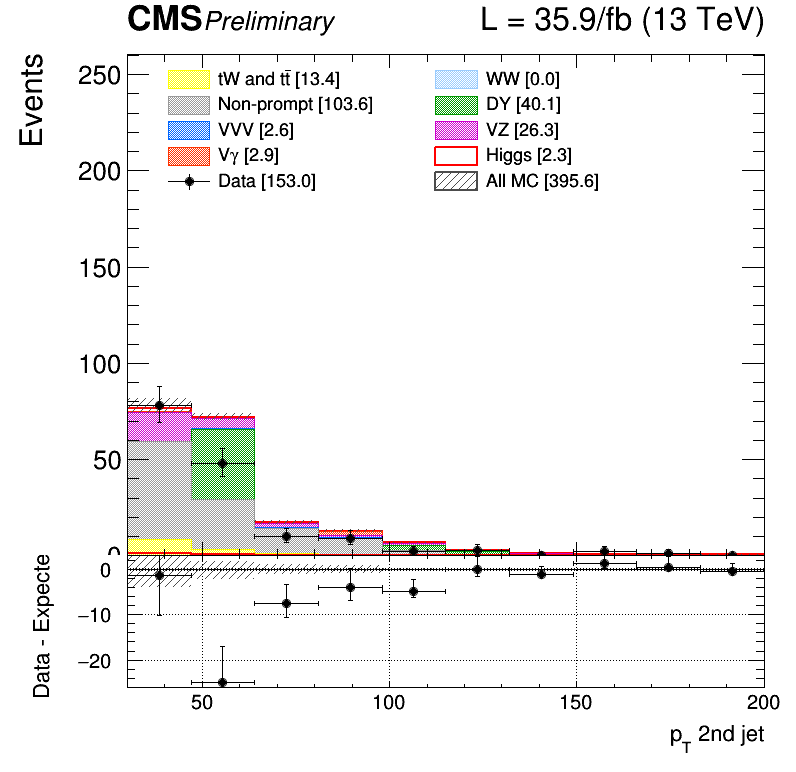 CMS Preliminary L = 35.9/fb (13 TeV)
Events
250
200
150
100
50
0
tW and tt̄ [13.4]
Non-prompt [103.6]
VVV [2.6]
Vγ [2.9]
Data [153.0]
WW [0.0]
DY [40.1]
VZ [26.3]
Higgs [2.3]
All MC [395.6]
Data - Expecte
0
−10
−20
50 100 150 200
p_T 2nd jet